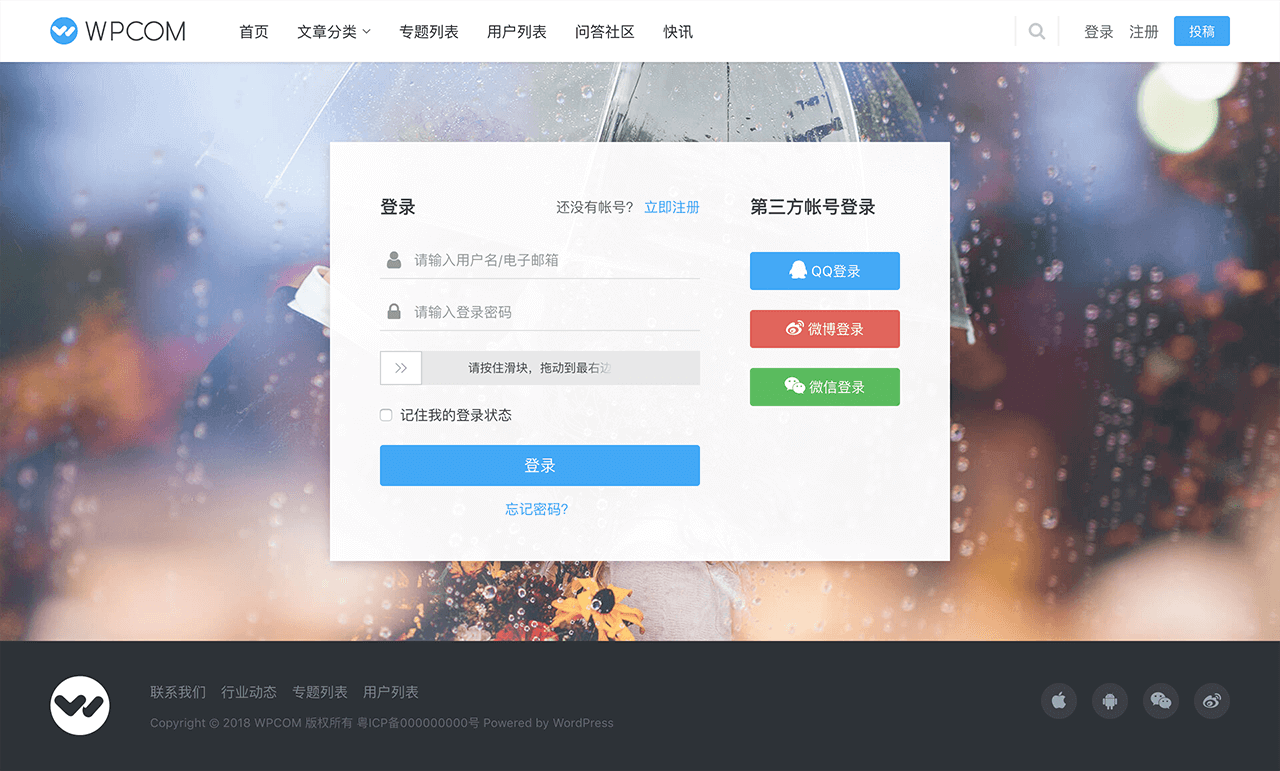 WPCOM 首页 文章分类 专题列表 用户列表 问答社区 快讯 登录 注册 投稿
登录 还没有帐号? 立即注册
请输入用户名/电子邮箱
请输入登录密码
请按住滑块，拖动到最右边
记住我的登录状态
登录
忘记密码?
第三方帐号登录
QQ登录
微博登录
微信登录
联系我们 行业动态 专题列表 用户列表
Copyright © 2018 WPCOM 版权所有 粤ICP备000000000号 Powered by WordPress